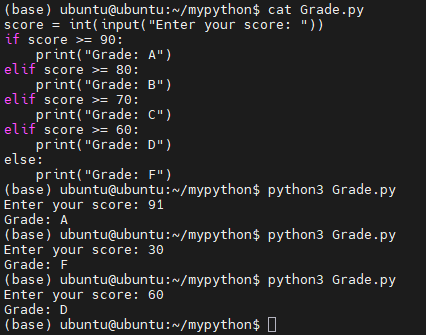 (base) ubuntu@ubuntu:~/mypython$ cat Grade.py
score = int(input("Enter your score: "))
if score >= 90:
    print("Grade: A")
elif score >= 80:
    print("Grade: B")
elif score >= 70:
    print("Grade: C")
elif score >= 60:
    print("Grade: D")
else:
    print("Grade: F")
(base) ubuntu@ubuntu:~/mypython$ python3 Grade.py
Enter your score: 91
Grade: A
(base) ubuntu@ubuntu:~/mypython$ python3 Grade.py
Enter your score: 30
Grade: F
(base) ubuntu@ubuntu:~/mypython$ python3 Grade.py
Enter your score: 60
Grade: D
(base) ubuntu@ubuntu:~/mypython$